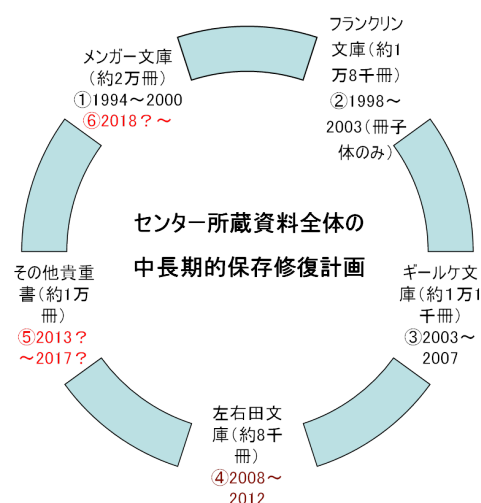 センター所蔵資料全体の
中長期的保存修復計画
メンガー文庫
(約2万冊)
①1994～2000
⑥2018？～
フランクリン
文庫(約1
万8千冊)
②1998～
2003(冊子
体のみ)
ギールケ文
庫(約1万1
千冊)
③2003～
2007
左右田文
庫(約8千
冊)
④2008～
2012
その他貴重
書(約1万
冊)
⑤2013？
～2017？